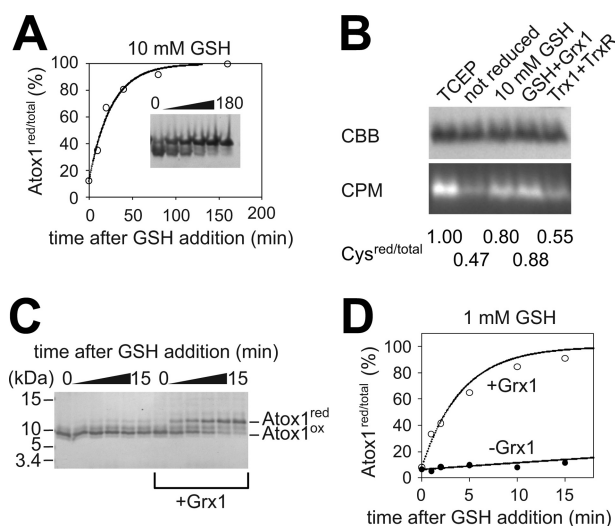 A
10 mM GSH
Atox1red/total (%)
100
80
60
40
20
0
0 180
0 50 100 150 200
time after GSH addition (min)
B
TCEP
not reduced
10 mM GSH
GSH+Grx1
Trx1+TrxR
CBB
CPM
1.00 0.80 0.55
Cysred/total
0.47 0.88
C
time after GSH addition (min)
(kDa) 0 15 0 15
15
10
5
3.4
Atox1red
Atox1ox
+Grx1
D
1 mM GSH
Atox1red/total (%)
100
80
60
40
20
0
+Grx1
-Grx1
0 5 10 15
time after GSH addition (min)